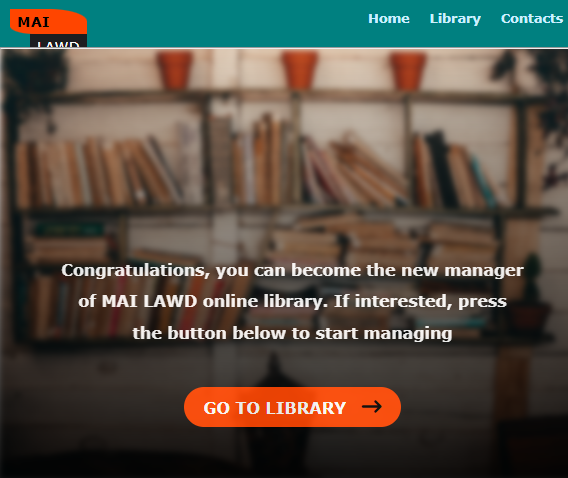 MAI
LAWD
Home Library Contacts
Congratulations, you can become the new manager
of MAI LAWD online library. If interested, press
the button below to start managing
GO TO LIBRARY →